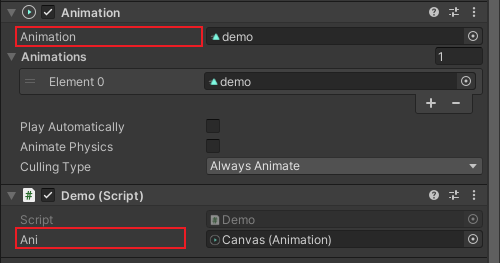 Animation
Animation demo
Animations 1
Element 0 demo
Play Automatically
Animate Physics
Culling Type Always Animate
# Demo (Script)
Script # Demo
Ani Canvas (Animation)